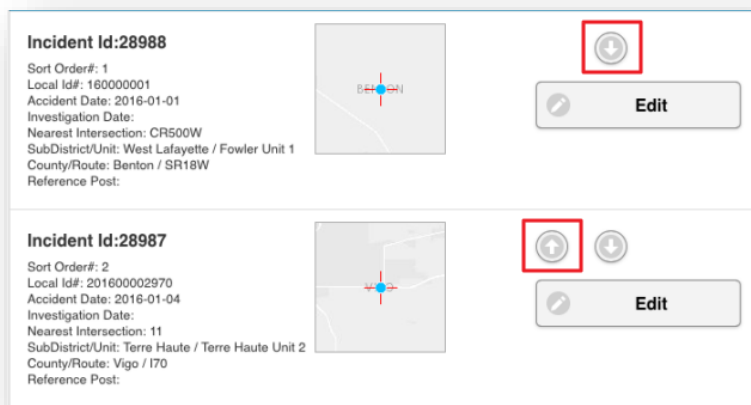 Incident Id:28988
Sort Order#: 1
Local Id#: 160000001
Accident Date: 2016-01-01
Investigation Date:
Nearest Intersection: CR500W
SubDistrict/Unit: West Lafayette / Fowler Unit 1
County/Route: Benton / SR18W
Reference Post:
Edit
Incident Id:28987
Sort Order#: 2
Local Id#: 201600002970
Accident Date: 2016-01-04
Investigation Date:
Nearest Intersection: 11
SubDistrict/Unit: Terre Haute / Terre Haute Unit 2
County/Route: Vigo / I70
Reference Post:
Edit